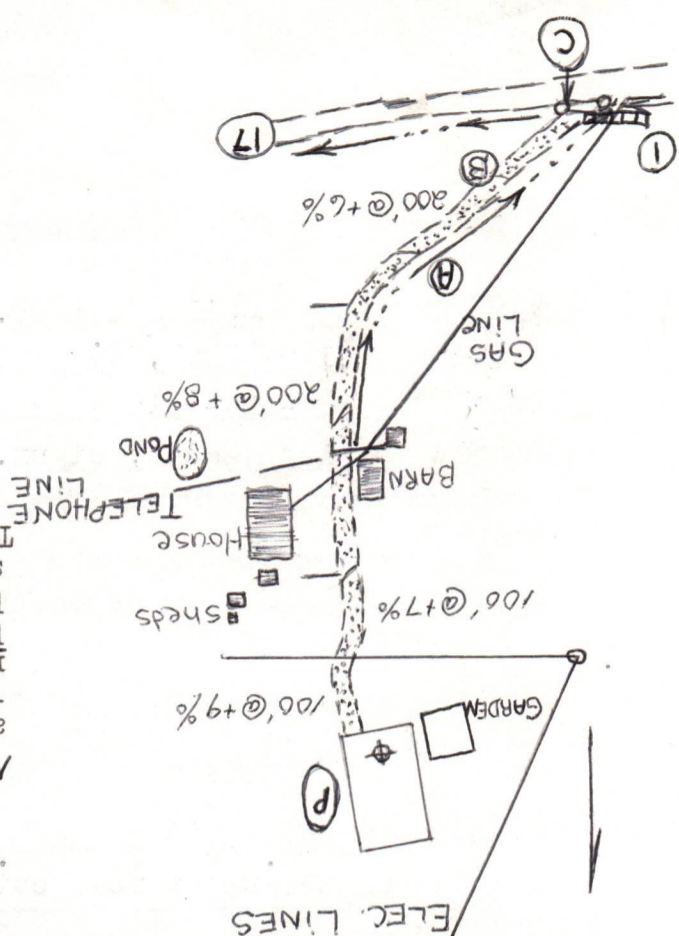 ELEC. LINES
P
GARDEN
100' @ +9%
Sheds
100' @ +7%
House
TELEPHONE
LINE
BARN
POND
200' @ +8%
GAS
LINE
A
200' @ +6%
B
17
1
C